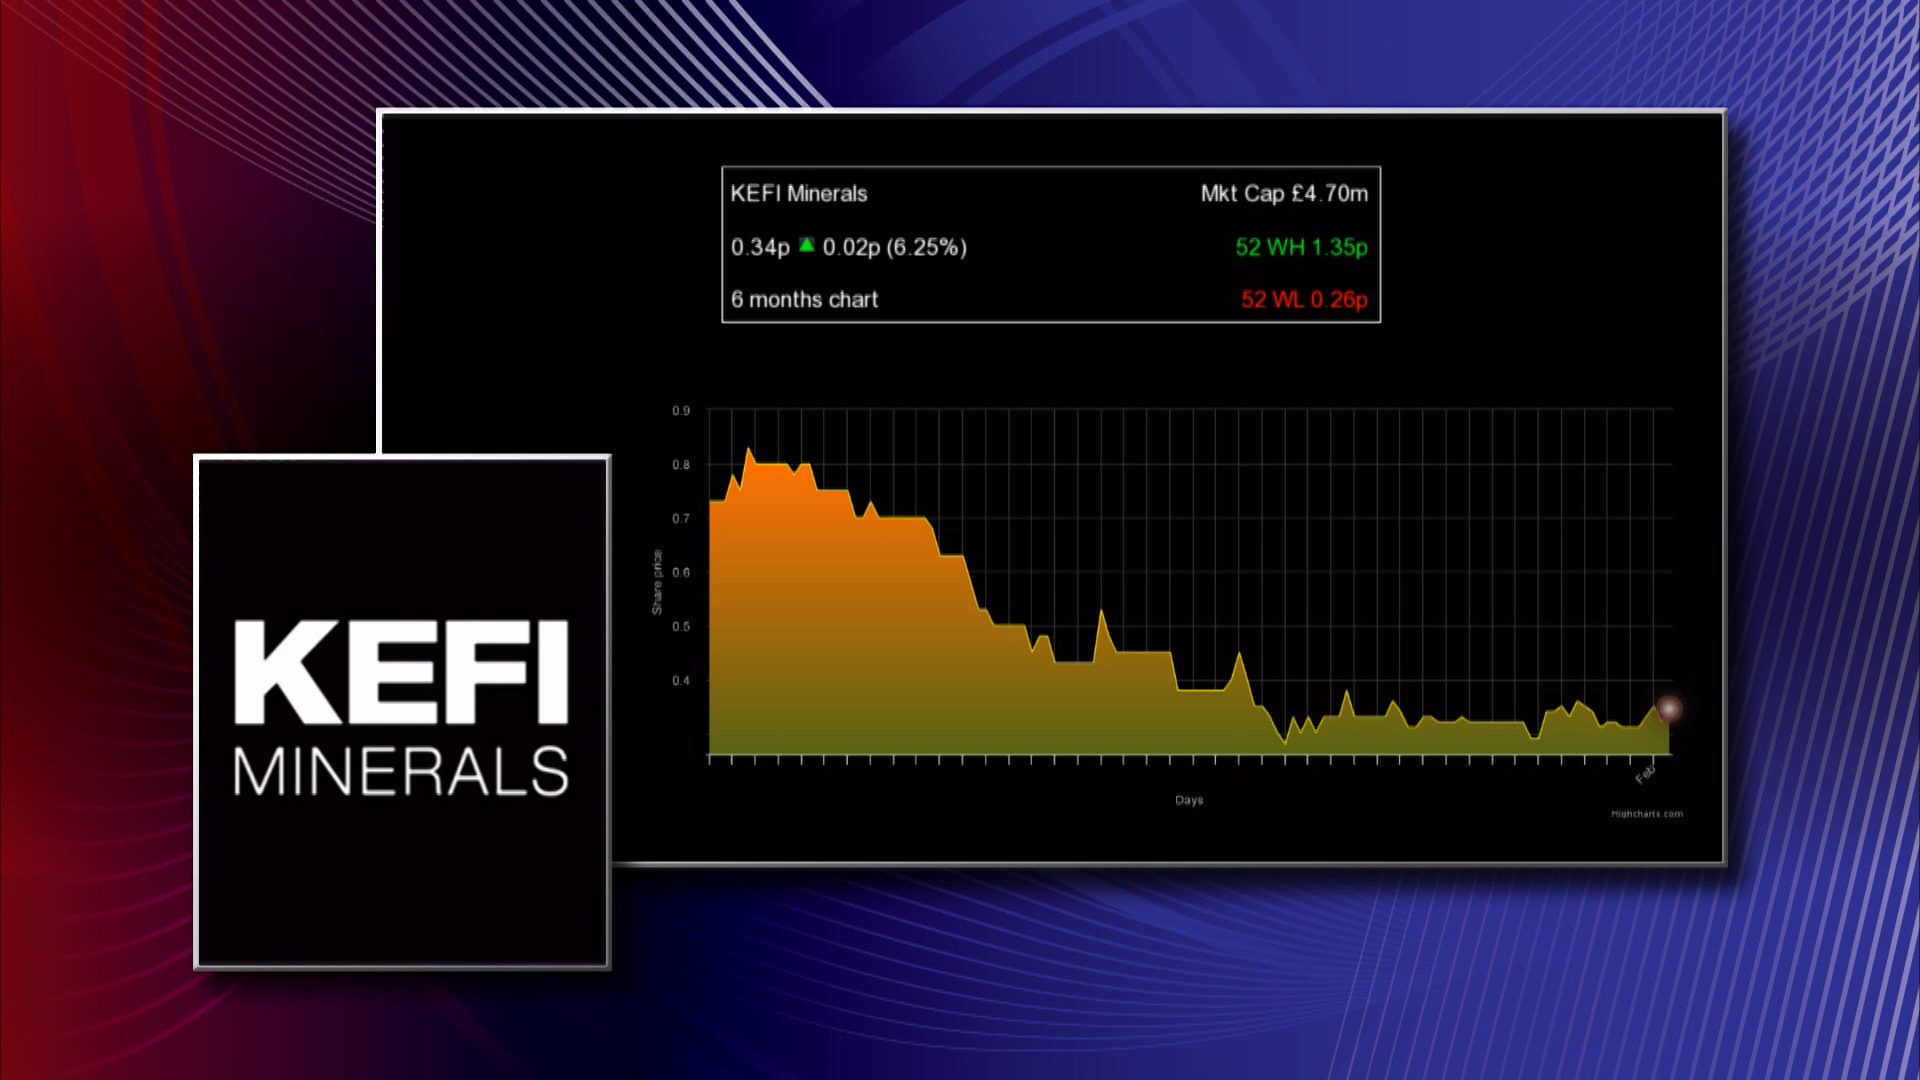 KEFI Minerals Mkt Cap £4.70m
0.34p 0.02p (6.25%) 52 WH 1.35p
6 months chart 52 WL 0.26p
0.9
0.8
0.7
0.6
0.5
0.4
Share price
Feb
Days
Highcharts.com
KEFI
MINERALS